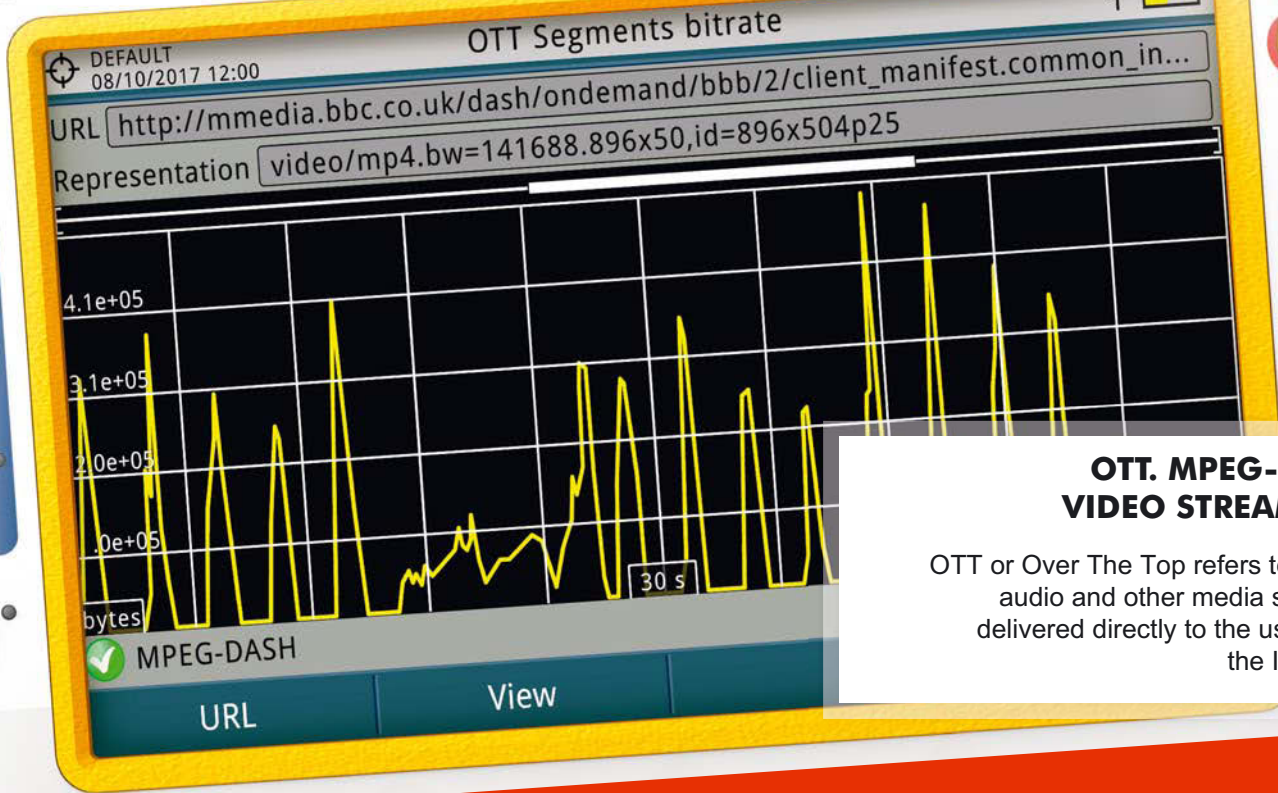 OTT Segments bitrate
DEFAULT
08/10/2017 12:00
URL http://mmedia.bbc.co.uk/dash/ondemand/bbb/2/client_manifest.common_in...
Representation video/mp4.bw=141688.896x50,id=896x504p25
4.1e+05
3.1e+05
2.0e+05
.0e+05
bytes
30 s
MPEG-DASH
URL View
OTT. MPEG-
VIDEO STREA
OTT or Over The Top refers
audio and other media
delivered directly to the
the